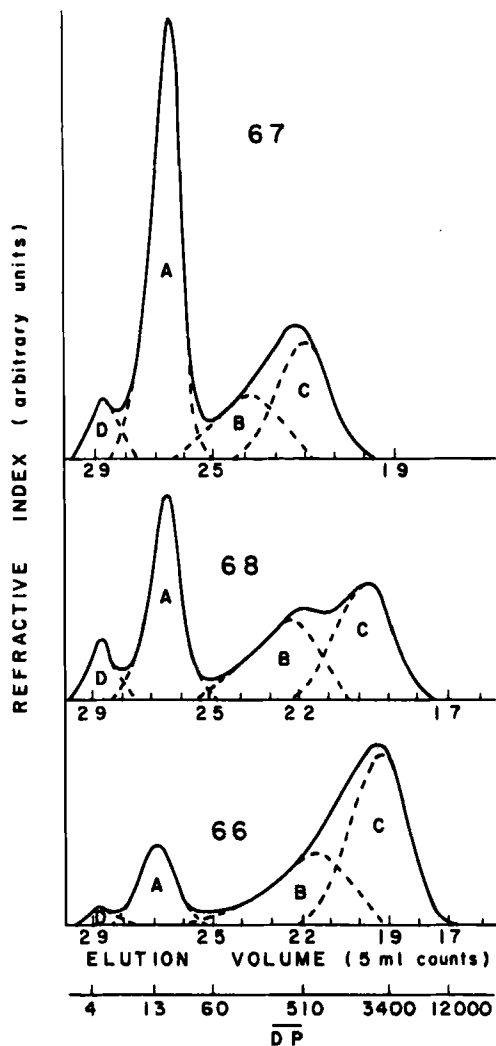 67
A
D
B
C
29 25 19
68
A
D
B
C
29 25 22 17
66
A
D
B
C
29 25 22 19 17
REFRACTIVE INDEX (arbitrary units)
ELUTION VOLUME (5 ml counts)
4 13 60 510 3400 12000
DP